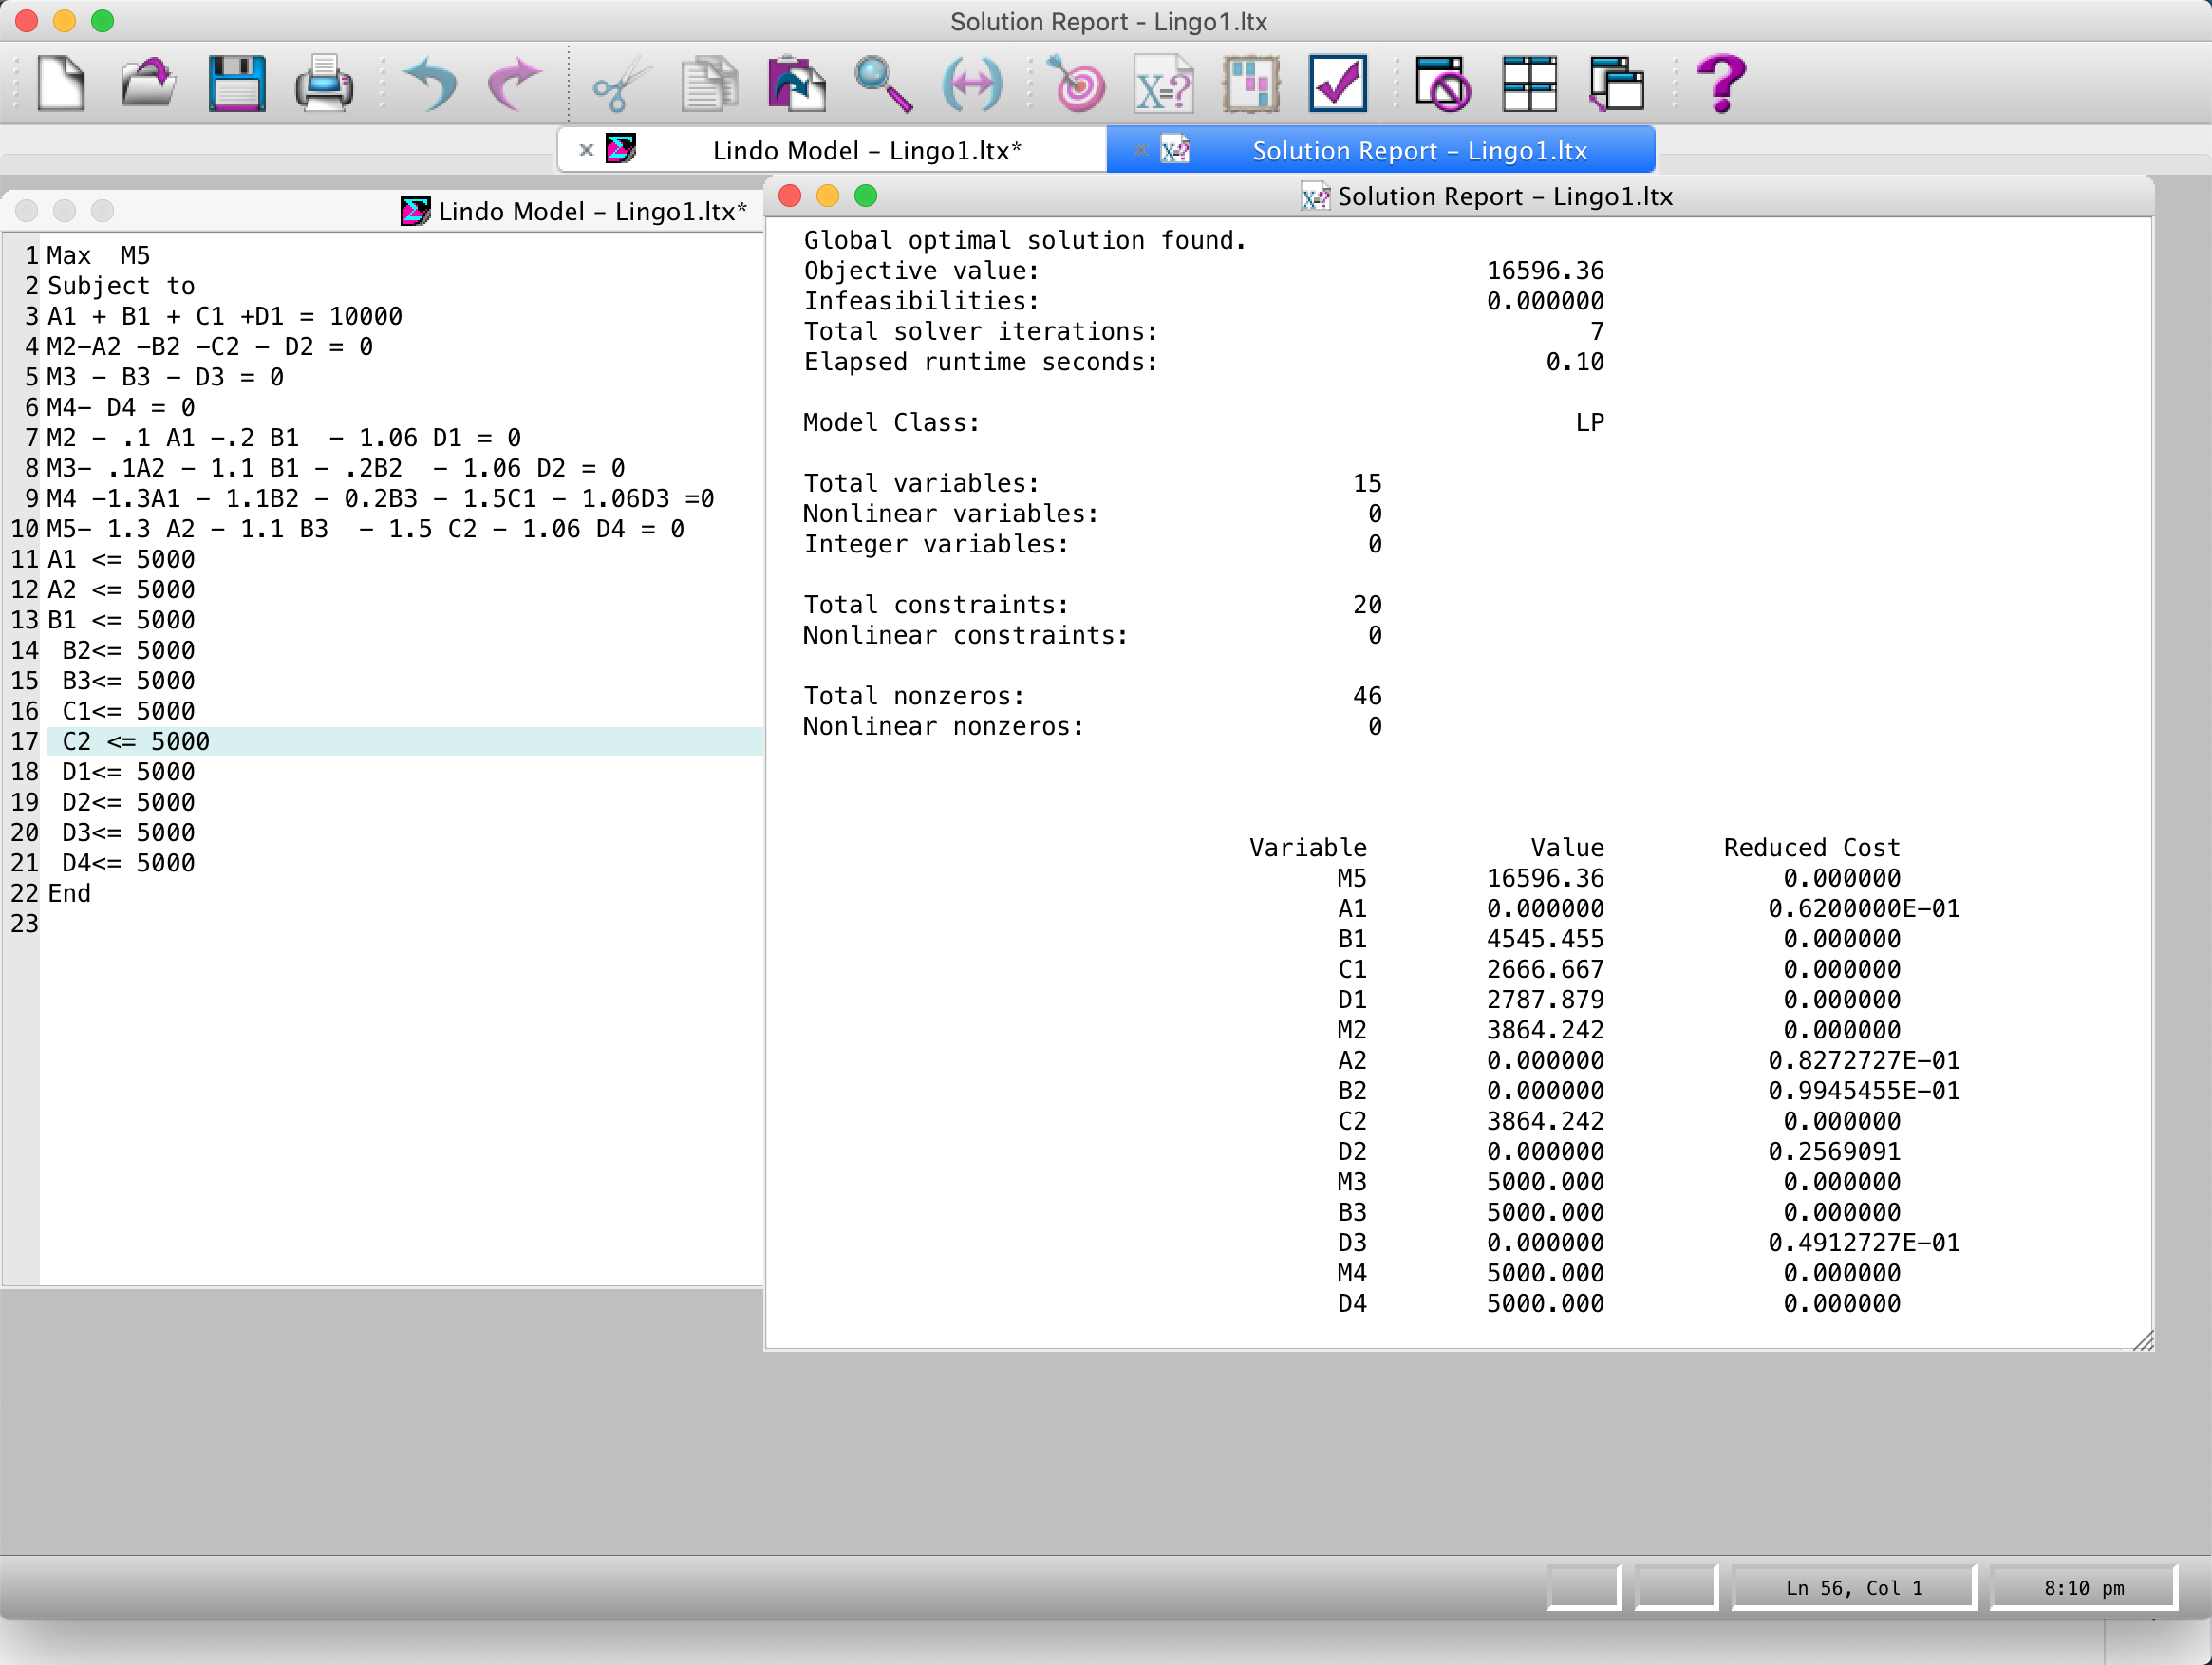 Solution Report - Lingo1.ltx
Lindo Model - Lingo1.ltx*
Solution Report - Lingo1.ltx
Lindo Model - Lingo1.ltx*
1 Max  M5
2 Subject to
3 A1 + B1 + C1 +D1 = 10000
4 M2-A2 -B2 -C2 - D2 = 0
5 M3 - B3 - D3 = 0
6 M4- D4 = 0
7 M2 - .1 A1 -.2 B1  - 1.06 D1 = 0
8 M3- .1A2 - 1.1 B1 - .2B2  - 1.06 D2 = 0
9 M4 -1.3A1 - 1.1B2 - 0.2B3 - 1.5C1 - 1.06D3 =0
10 M5- 1.3 A2 - 1.1 B3  - 1.5 C2 - 1.06 D4 = 0
11 A1 <= 5000
12 A2 <= 5000
13 B1 <= 5000
14  B2<= 5000
15  B3<= 5000
16  C1<= 5000
17  C2 <= 5000
18  D1<= 5000
19  D2<= 5000
20  D3<= 5000
21  D4<= 5000
22 End
23
Solution Report - Lingo1.ltx
Global optimal solution found.
Objective value: 16596.36
Infeasibilities: 0.000000
Total solver iterations: 7
Elapsed runtime seconds: 0.10
Model Class: LP
Total variables: 15
Nonlinear variables: 0
Integer variables: 0
Total constraints: 20
Nonlinear constraints: 0
Total nonzeros: 46
Nonlinear nonzeros: 0
Variable Value Reduced Cost
M5 16596.36 0.000000
A1 0.000000 0.6200000E-01
B1 4545.455 0.000000
C1 2666.667 0.000000
D1 2787.879 0.000000
M2 3864.242 0.000000
A2 0.000000 0.8272727E-01
B2 0.000000 0.9945455E-01
C2 3864.242 0.000000
D2 0.000000 0.2569091
M3 5000.000 0.000000
B3 5000.000 0.000000
D3 0.000000 0.4912727E-01
M4 5000.000 0.000000
D4 5000.000 0.000000
Ln 56, Col 1
8:10 pm